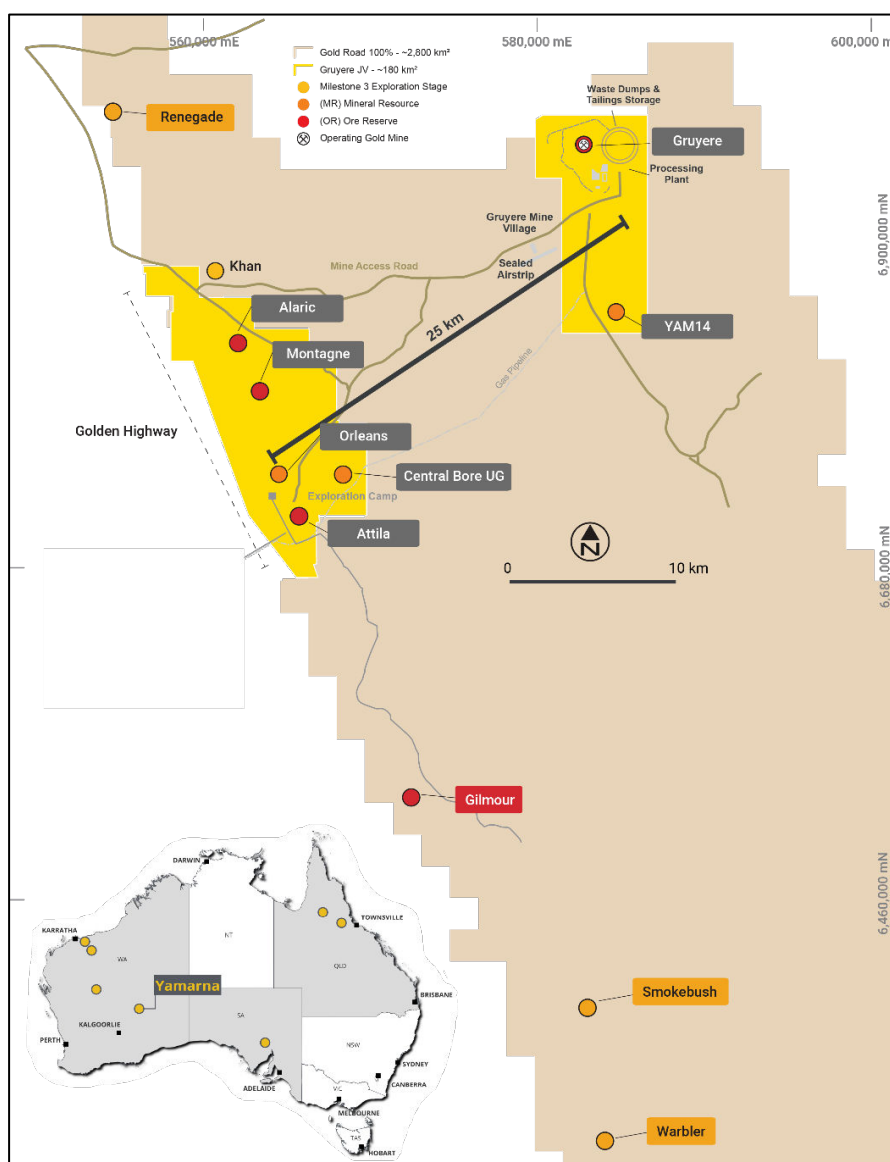 560,000 mE
580,000 mE
600,000 mE
Gold Road 100% - ~2,800 km²
Gruyere JV - ~180 km²
Milestone 3 Exploration Stage
(MR) Mineral Resource
(OR) Ore Reserve
Operating Gold Mine
Waste Dumps &
Tailings Storage
Renegade
Gruyere
Processing
Plant
Gruyere Mine
Village
Sealed
Airstrip
6,900,000 mN
Khan
Mine Access Road
Alaric
YAM14
25 km
Montagne
Gas Pipeline
Golden Highway
Orleans
Central Bore UG
Exploration Camp
Attila
N
0
10 km
6,680,000 mN
Gilmour
DARWIN
TOWNSVILLE
KARRATHA
NT
WA
QLD
Yamarna
BRISBANE
KALGOORLIE
SA
PERTH
NSW
SYDNEY
ADELAIDE
CANBERRA
VIC
MELBOURNE
TAS
HOBART
6,460,000 mN
Smokebush
Warbler